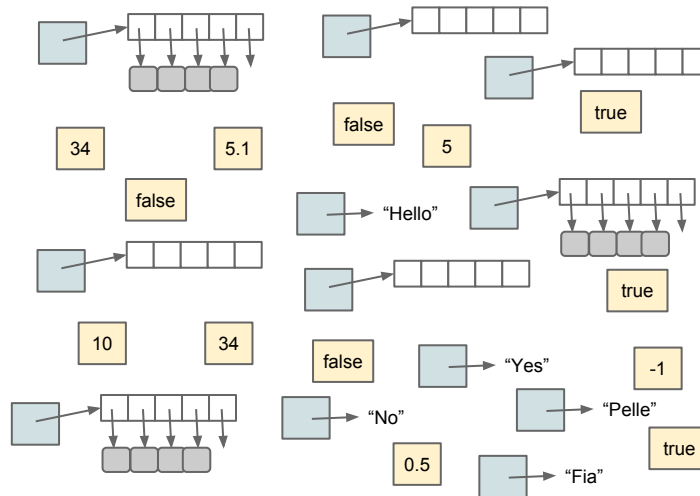 false
true
5
34
5.1
false
“Hello”
true
10
34
false
“Yes”
-1
“No”
“Pelle”
true
0.5
“Fia”